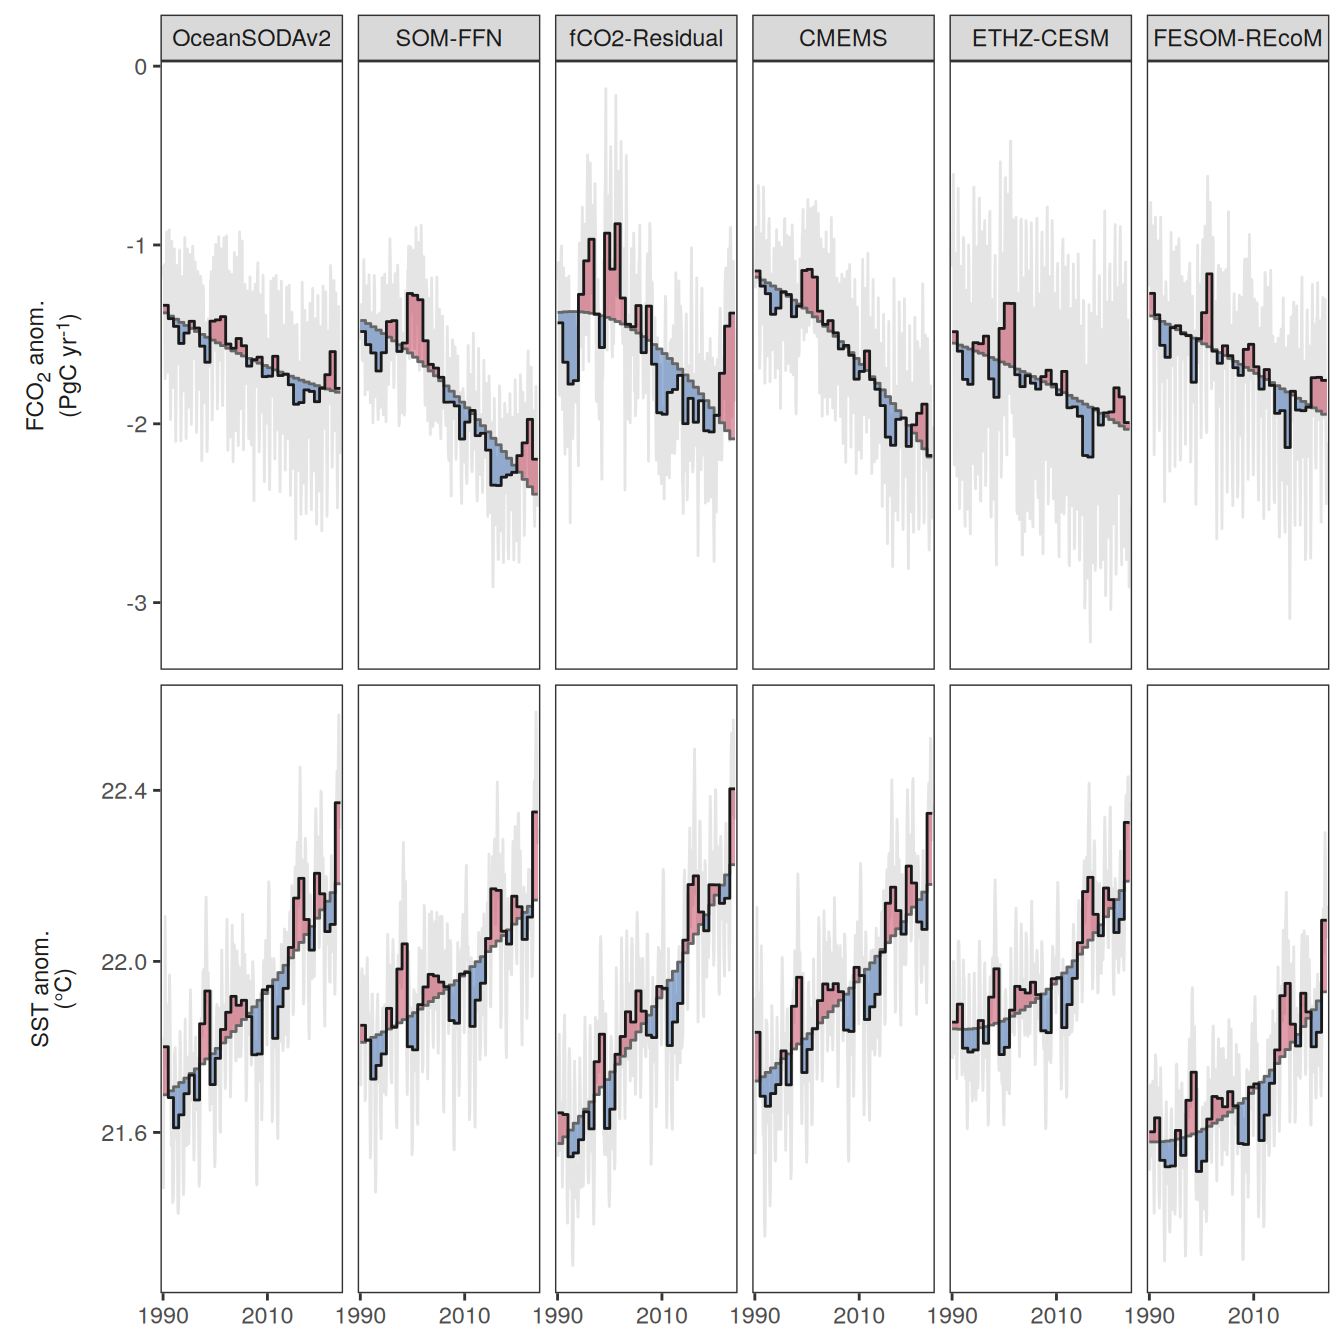 OceanSODAv2 SOM-FFN fCO2-Residual CMEMS ETHZ-CESM FESOM-REcoM
0
-1
-2
-3
FCO2 anom.
(PgC yr-1)
22.4
22.0
21.6
SST anom.
(°C)
1990 2010 1990 2010 1990 2010 1990 2010 1990 2010 1990 2010